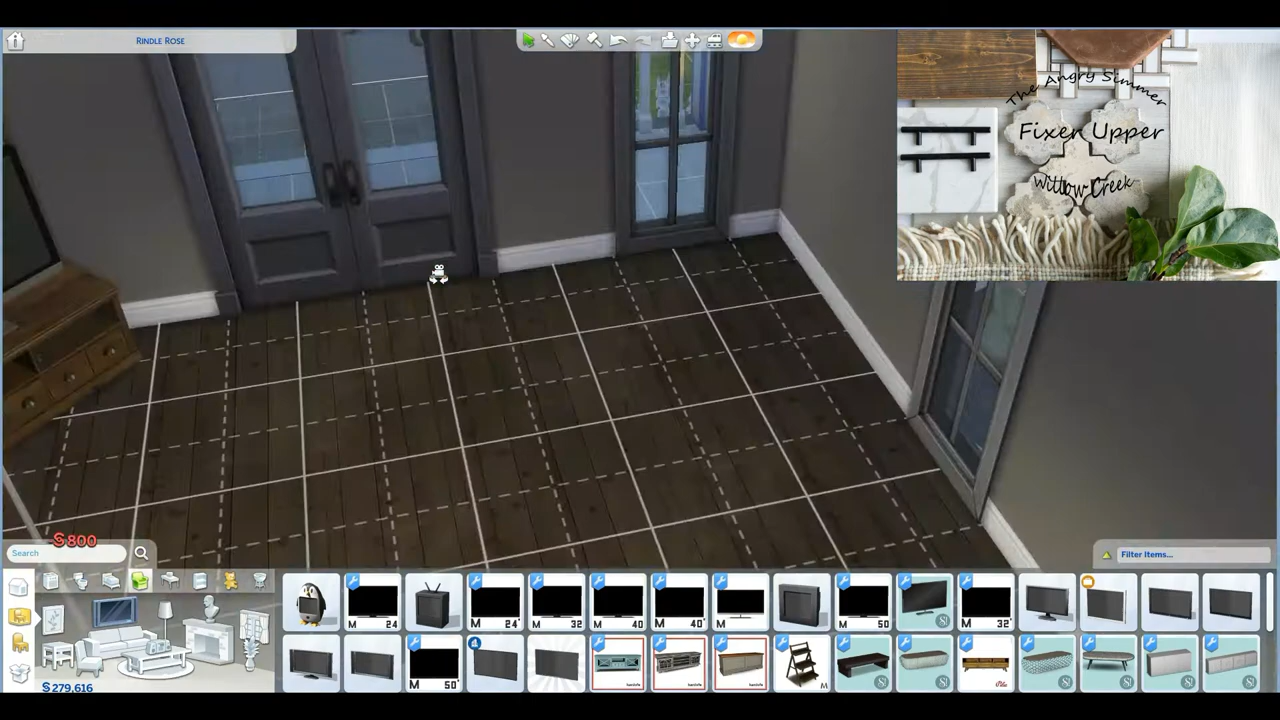 RINDLE ROSE
The Angry Simmer
Fixer Upper
Willow Creek
§800
Search
Filter Items...
M 24
M 24"
M 32
M 40
M 40"
M
M 50
M 32"
M 50"
M
§279,616